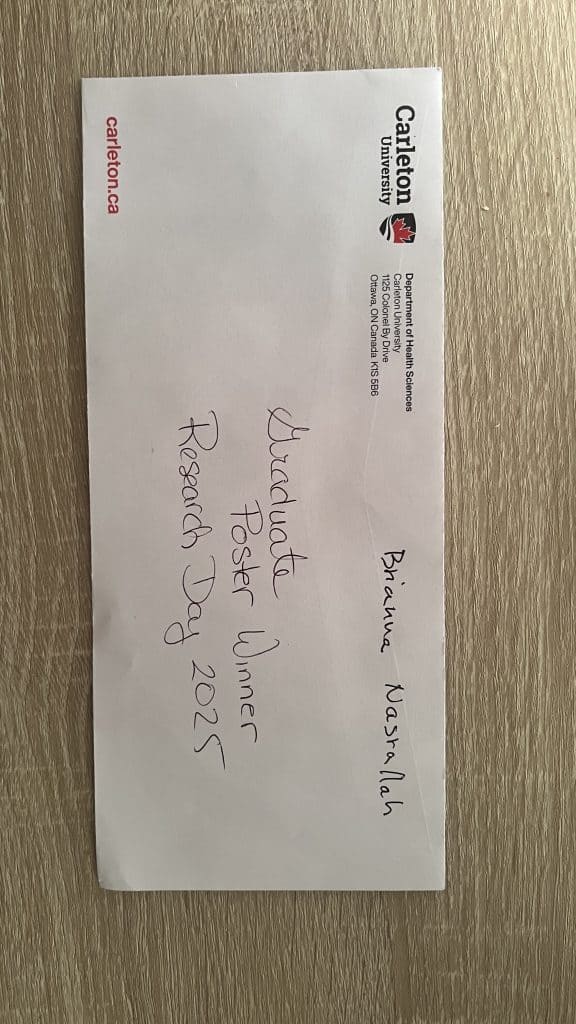 Carleton
University
Department of Health Sciences
Carleton University
1125 Colonel By Drive
Ottawa, ON Canada K1S 5B6
Brianna Nasrallah
Graduate
Poster Winner
Research Day 2025
carleton.ca